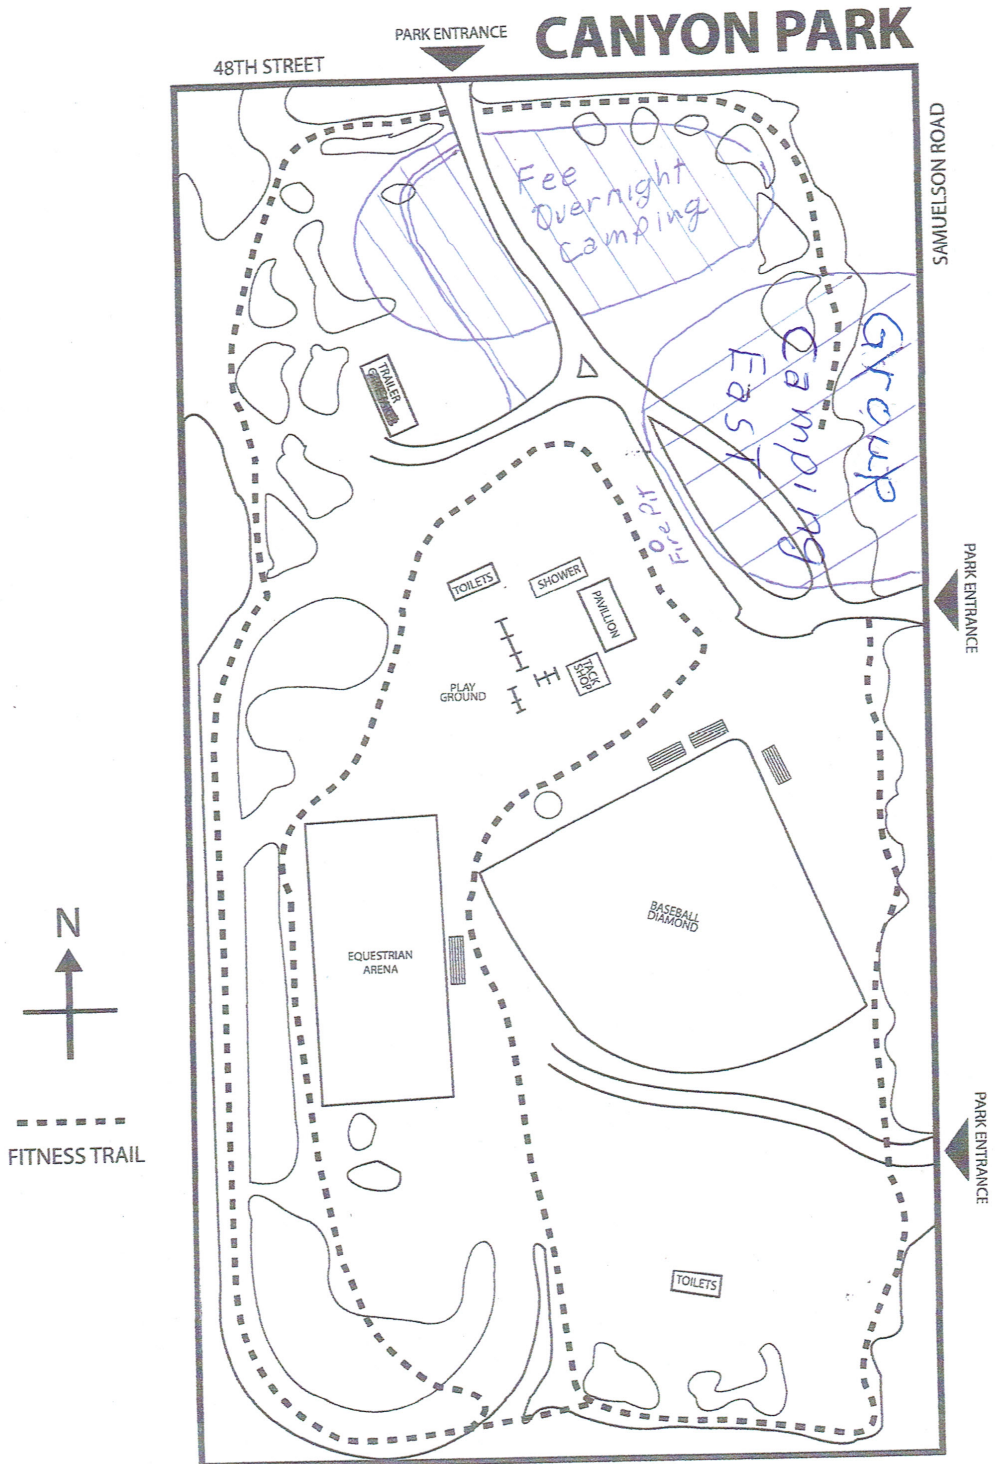 CANYON PARK
PARK ENTRANCE
48TH STREET
SAMUELSON ROAD
Fee
Overnight
Camping
Group
Camping
East
TRAILER
Fire Pit
PARK ENTRANCE
TOILETS
SHOWER
PAVILLION
TACK
SHOP
PLAY
GROUND
BASEBALL
DIAMOND
EQUESTRIAN
ARENA
N
FITNESS TRAIL
PARK ENTRANCE
TOILETS